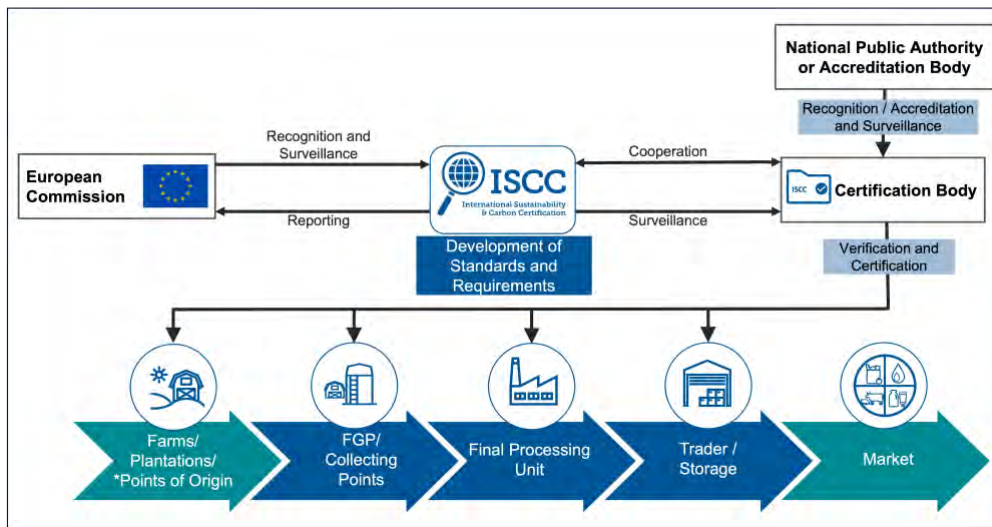 National Public Authority
or Accreditation Body
Recognition / Accreditation
and Surveillance
Recognition and
Surveillance
Cooperation
European
Commission
ISCC
International Sustainability
& Carbon Certification
ISCC
Certification Body
Reporting
Surveillance
Development of
Standards and
Requirements
Verification and
Certification
Farms/
Plantations/
*Points of Origin
FGP/
Collecting
Points
Final Processing
Unit
Trader /
Storage
Market